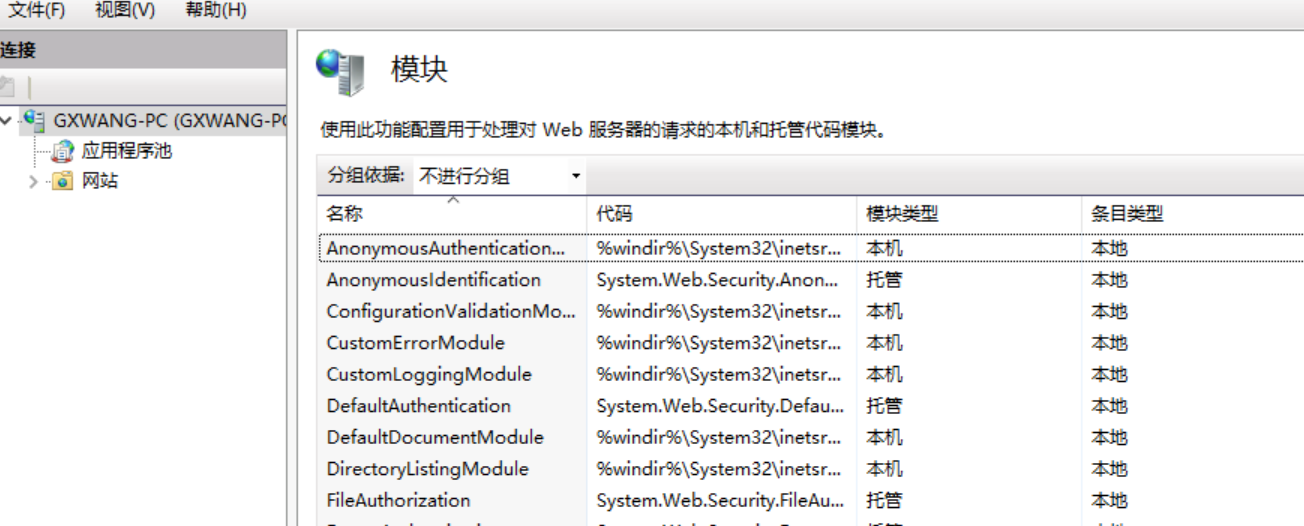 文件(F) 视图(V) 帮助(H)
连接
GXWANG-PC (GXWANG-PC
应用程序池
网站
模块
使用此功能配置用于处理对 Web 服务器的请求的本机和托管代码模块。
分组依据: 不进行分组
名称 代码 模块类型 条目类型
AnonymousAuthentication... %windir%\System32\inetsr... 本机 本地
AnonymousIdentification System.Web.Security.Anon... 托管 本地
ConfigurationValidationMo... %windir%\System32\inetsr... 本机 本地
CustomErrorModule %windir%\System32\inetsr... 本机 本地
CustomLoggingModule %windir%\System32\inetsr... 本机 本地
DefaultAuthentication System.Web.Security.Defau... 托管 本地
DefaultDocumentModule %windir%\System32\inetsr... 本机 本地
DirectoryListingModule %windir%\System32\inetsr... 本机 本地
FileAuthorization System.Web.Security.FileAu... 托管 本地